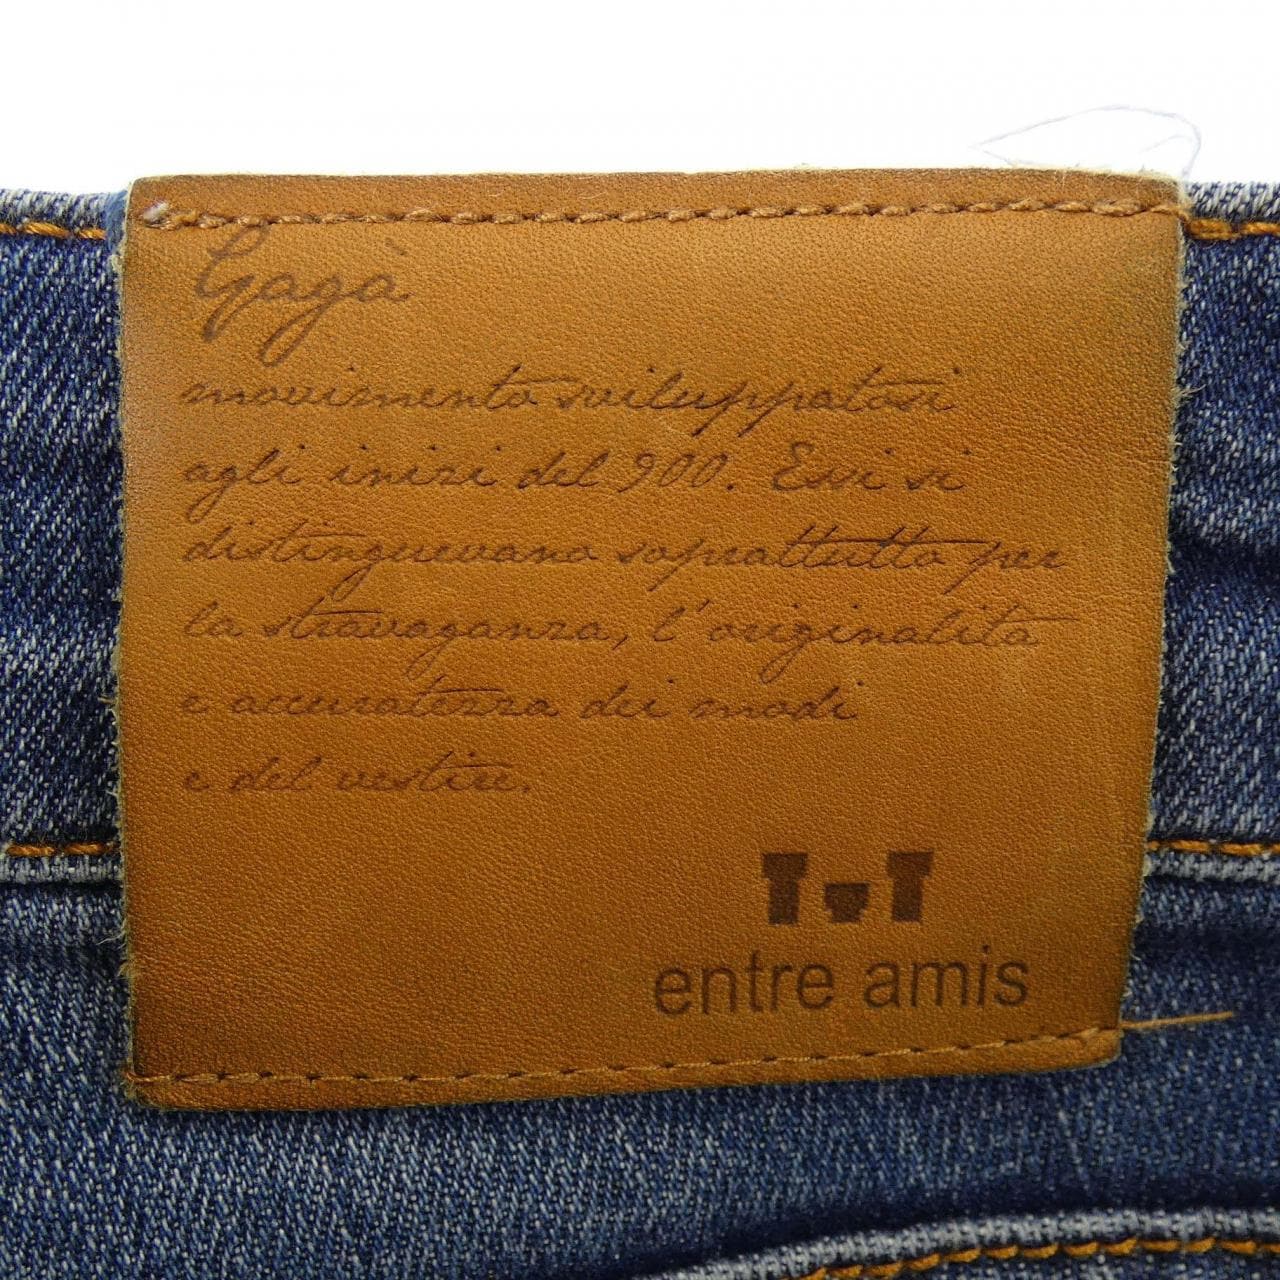 Gagà
movimento sviluppatosi
agli inizi del 900. Essi si
distinguevano soprattutto per
la stravaganza, l'originalità
e accuratezza dei modi
e del vestire.
entre amis